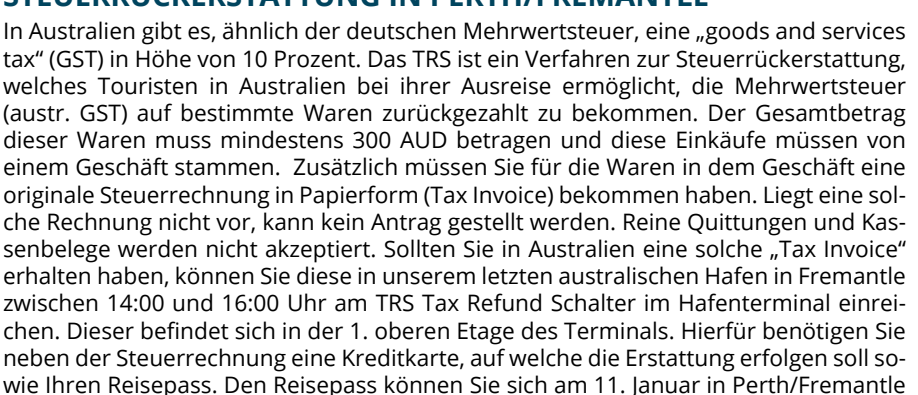 STEUERRÜCKERSTATTUNG IN PERTH/FREMANTLE
In Australien gibt es, ähnlich der deutschen Mehrwertsteuer, eine „goods and services
tax“ (GST) in Höhe von 10 Prozent. Das TRS ist ein Verfahren zur Steuerrückerstattung,
welches Touristen in Australien bei ihrer Ausreise ermöglicht, die Mehrwertsteuer
(austr. GST) auf bestimmte Waren zurückgezahlt zu bekommen. Der Gesamtbetrag
dieser Waren muss mindestens 300 AUD betragen und diese Einkäufe müssen von
einem Geschäft stammen. Zusätzlich müssen Sie für die Waren in dem Geschäft eine
originale Steuerrechnung in Papierform (Tax Invoice) bekommen haben. Liegt eine sol-
che Rechnung nicht vor, kann kein Antrag gestellt werden. Reine Quittungen und Kas-
senbelege werden nicht akzeptiert. Sollten Sie in Australien eine solche „Tax Invoice“
erhalten haben, können Sie diese in unserem letzten australischen Hafen in Fremantle
zwischen 14:00 und 16:00 Uhr am TRS Tax Refund Schalter im Hafenterminal einrei-
chen. Dieser befindet sich in der 1. oberen Etage des Terminals. Hierfür benötigen Sie
neben der Steuerrechnung eine Kreditkarte, auf welche die Erstattung erfolgen soll so-
wie Ihren Reisepass. Den Reisepass können Sie sich am 11. Januar in Perth/Fremantle